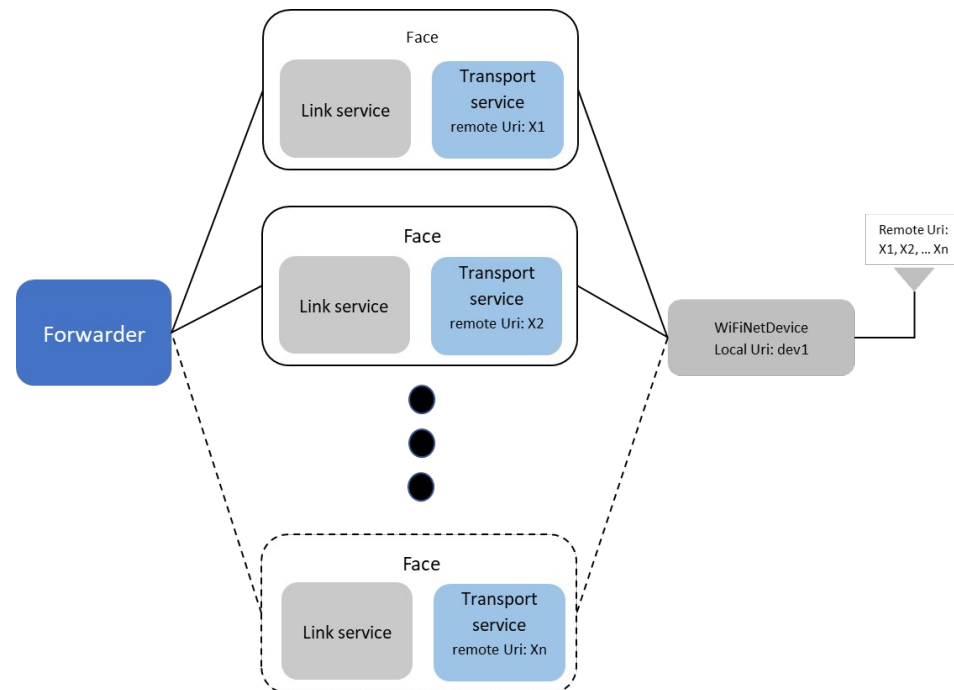 Face
Link service
Transport
service
remote Uri: X1
Face
Link service
Transport
service
remote Uri: X2
Forwarder
Remote Uri:
X1, X2, ... Xn
WiFiNetDevice
Local Uri: dev1
Face
Link service
Transport
service
remote Uri: Xn